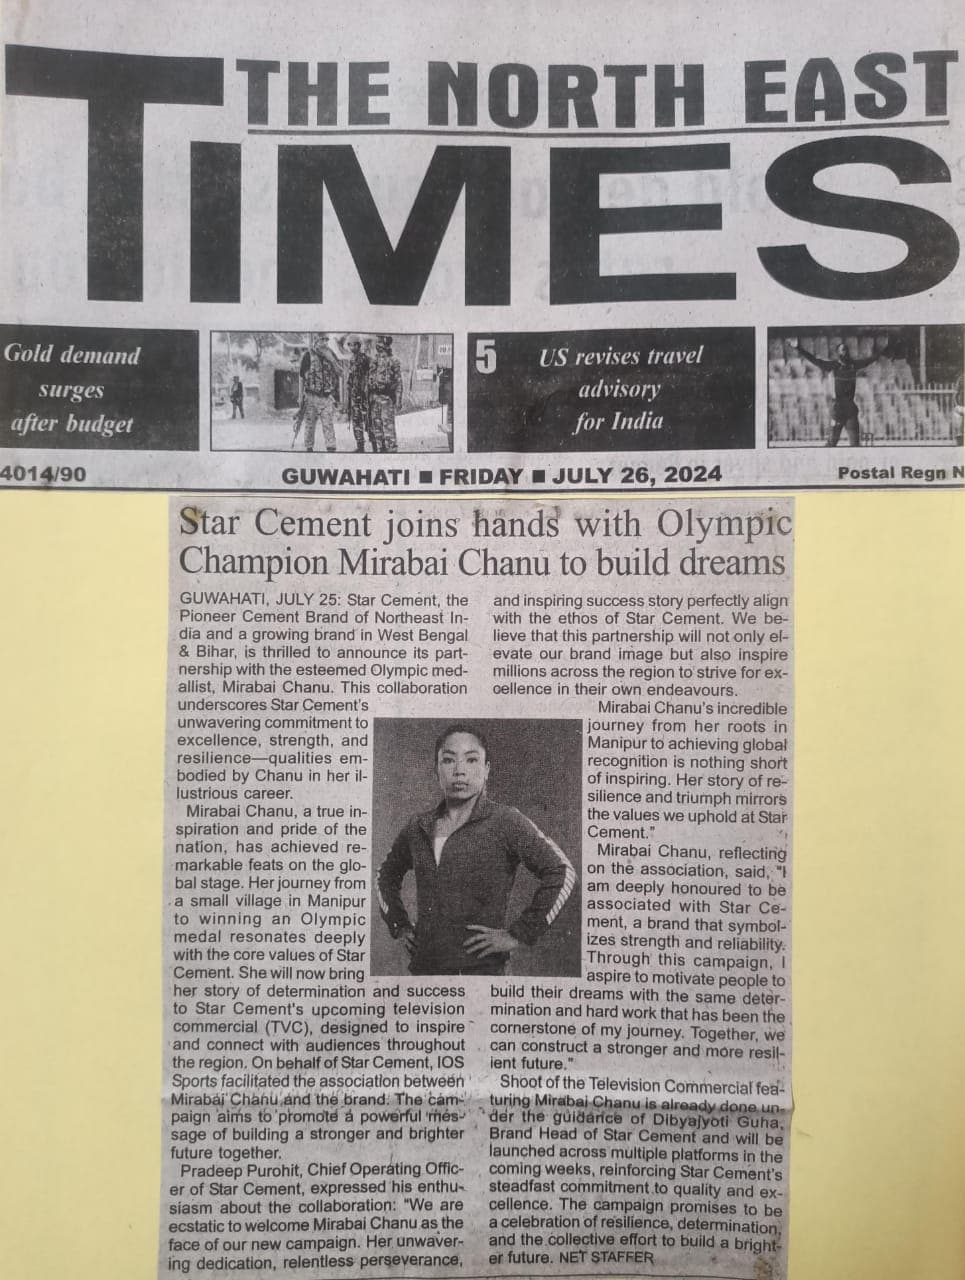 THE NORTH EAST
TIMES
Gold demand
surges
after budget
5
US revises travel
advisory
for India
4014/90
GUWAHATI ■ FRIDAY ■ JULY 26, 2024
Postal Regn N
Star Cement joins hands with Olympic
Champion Mirabai Chanu to build dreams
GUWAHATI, JULY 25: Star Cement, the
Pioneer Cement Brand of Northeast In-
dia and a growing brand in West Bengal
& Bihar, is thrilled to announce its part-
nership with the esteemed Olympic med-
allist, Mirabai Chanu. This collaboration
underscores Star Cement's
unwavering commitment to
excellence, strength, and
resilience—qualities em-
bodied by Chanu in her il-
lustrious career.
Mirabai Chanu, a true in-
spiration and pride of the
nation, has achieved re-
markable feats on the glo-
bal stage. Her journey from
a small village in Manipur
to winning an Olympic
medal resonates deeply
with the core values of Star
Cement. She will now bring
her story of determination and success
to Star Cement's upcoming television
commercial (TVC), designed to inspire
and connect with audiences throughout
the region. On behalf of Star Cement, IOS
Sports facilitated the association between
Mirabai Chanu and the brand. The cam-
paign aims to promote a powerful mes-
sage of building a stronger and brighter
future together.
Pradeep Purohit, Chief Operating Offic-
er of Star Cement, expressed his enthu-
siasm about the collaboration: "We are
ecstatic to welcome Mirabai Chanu as the
face of our new campaign. Her unwaver-
ing dedication, relentless perseverance,
and inspiring success story perfectly align
with the ethos of Star Cement. We be-
lieve that this partnership will not only el-
evate our brand image but also inspire
millions across the region to strive for ex-
cellence in their own endeavours.
Mirabai Chanu's incredible
journey from her roots in
Manipur to achieving global
recognition is nothing short
of inspiring. Her story of re-
silience and triumph mirrors
the values we uphold at Star
Cement."
Mirabai Chanu, reflecting
on the association, said, "I
am deeply honoured to be
associated with Star Ce-
ment, a brand that symbol-
izes strength and reliability.
Through this campaign, I
aspire to motivate people to
build their dreams with the same deter-
mination and hard work that has been the
cornerstone of my journey. Together, we
can construct a stronger and more resil-
ient future."
Shoot of the Television Commercial fea-
turing Mirabai Chanu is already done un-
der the guidance of Dibyajyoti Guha,
Brand Head of Star Cement and will be
launched across multiple platforms in the
coming weeks, reinforcing Star Cement's
steadfast commitment to quality and ex-
cellence. The campaign promises to be
a celebration of resilience, determination,
and the collective effort to build a bright-
er future. NET STAFFER